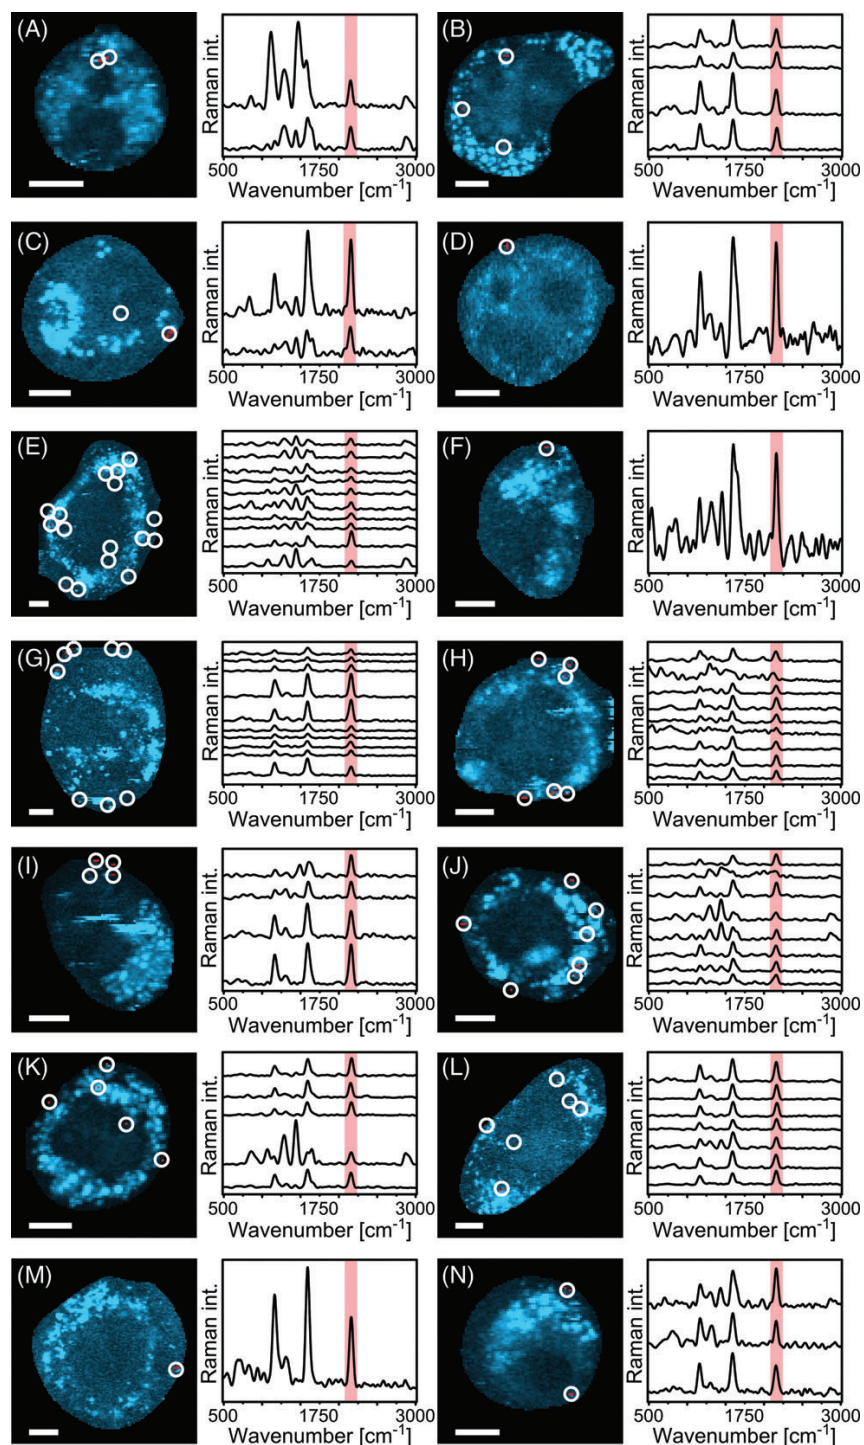 (A) Raman int. (B) Raman int.
500 1750 3000 500 1750 3000
Wavenumber [cm⁻¹] Wavenumber [cm⁻¹]
(C) Raman int. (D) Raman int.
500 1750 3000 500 1750 3000
Wavenumber [cm⁻¹] Wavenumber [cm⁻¹]
(E) Raman int. (F) Raman int.
500 1750 3000 500 1750 3000
Wavenumber [cm⁻¹] Wavenumber [cm⁻¹]
(G) Raman int. (H) Raman int.
500 1750 3000 500 1750 3000
Wavenumber [cm⁻¹] Wavenumber [cm⁻¹]
(I) Raman int. (J) Raman int.
500 1750 3000 500 1750 3000
Wavenumber [cm⁻¹] Wavenumber [cm⁻¹]
(K) Raman int. (L) Raman int.
500 1750 3000 500 1750 3000
Wavenumber [cm⁻¹] Wavenumber [cm⁻¹]
(M) Raman int. (N) Raman int.
500 1750 3000 500 1750 3000
Wavenumber [cm⁻¹] Wavenumber [cm⁻¹]